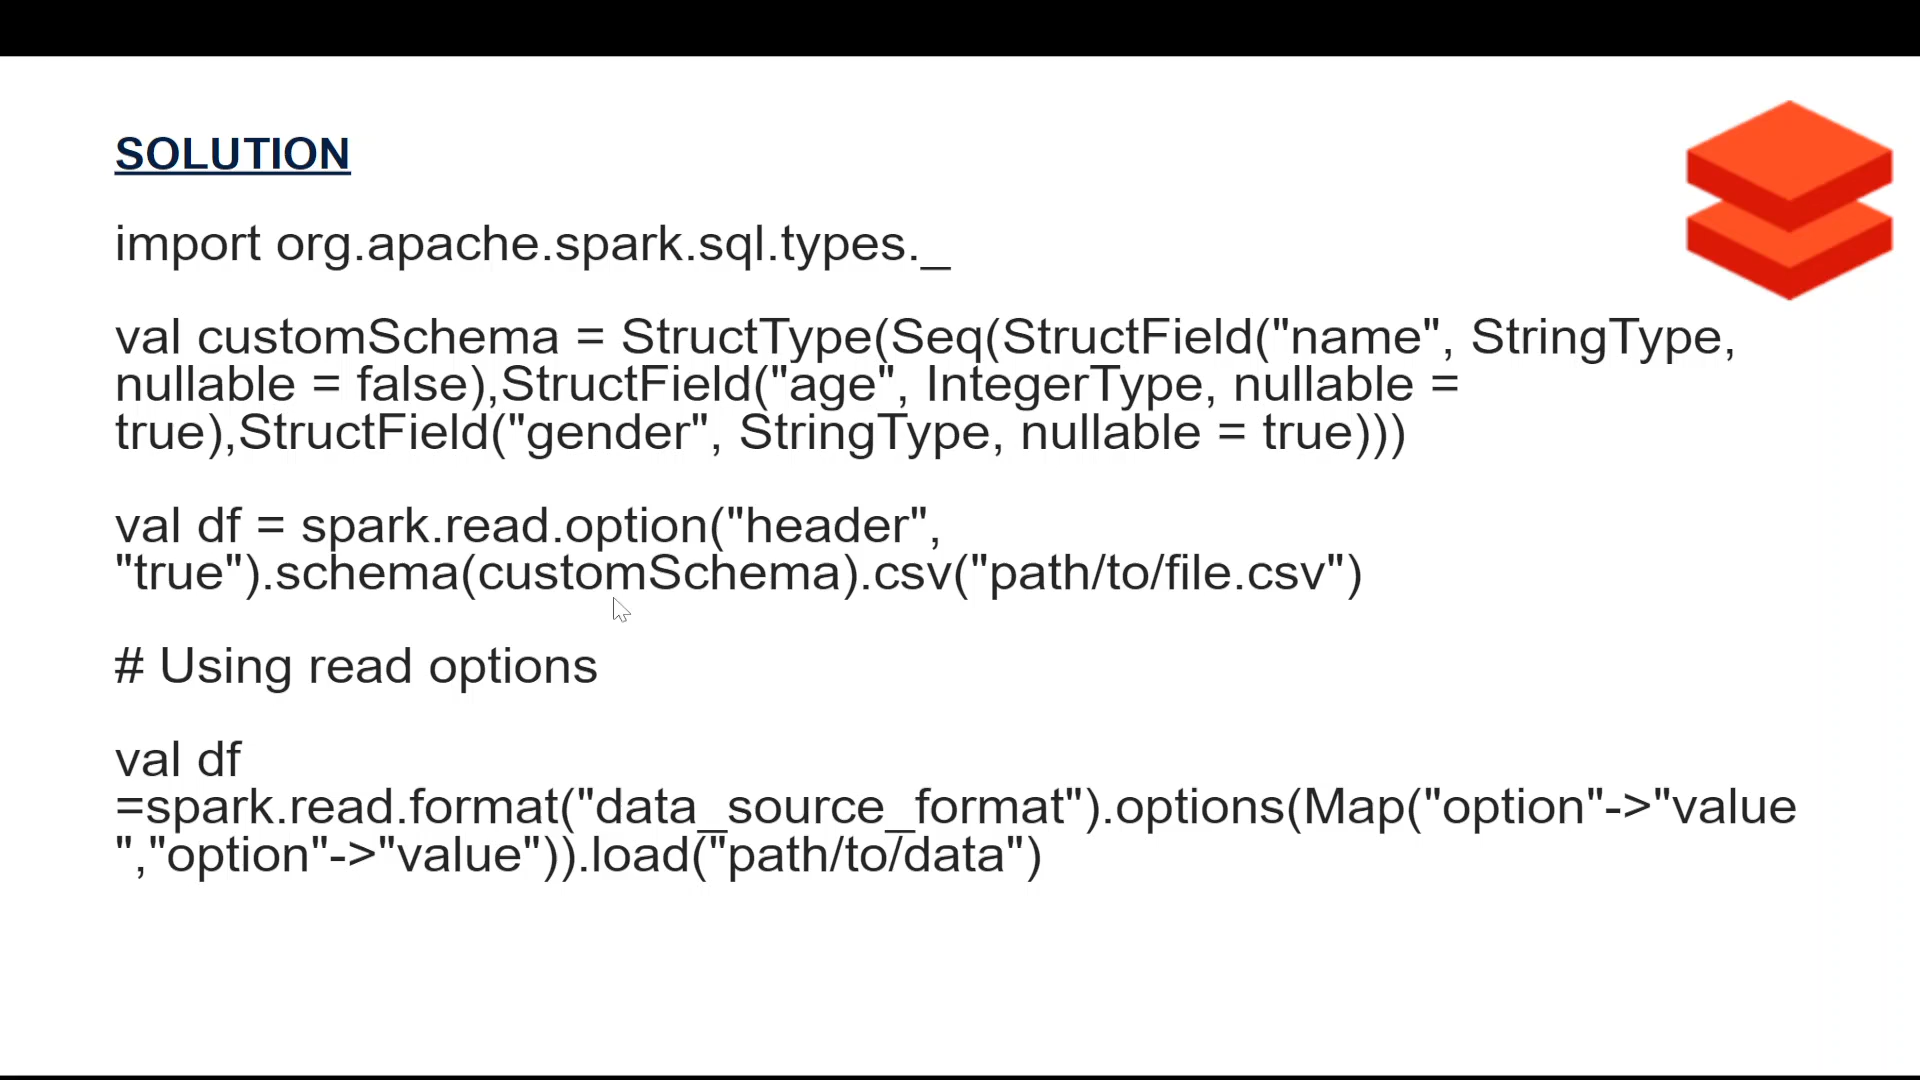 SOLUTION
import org.apache.spark.sql.types._
val customSchema = StructType(Seq(StructField("name", StringType,
nullable = false),StructField("age", IntegerType, nullable =
true),StructField("gender", StringType, nullable = true)))
val df = spark.read.option("header",
"true").schema(customSchema).csv("path/to/file.csv")
# Using read options
val df
=spark.read.format("data_source_format").options(Map("option"->"value
","option"->"value")).load("path/to/data")